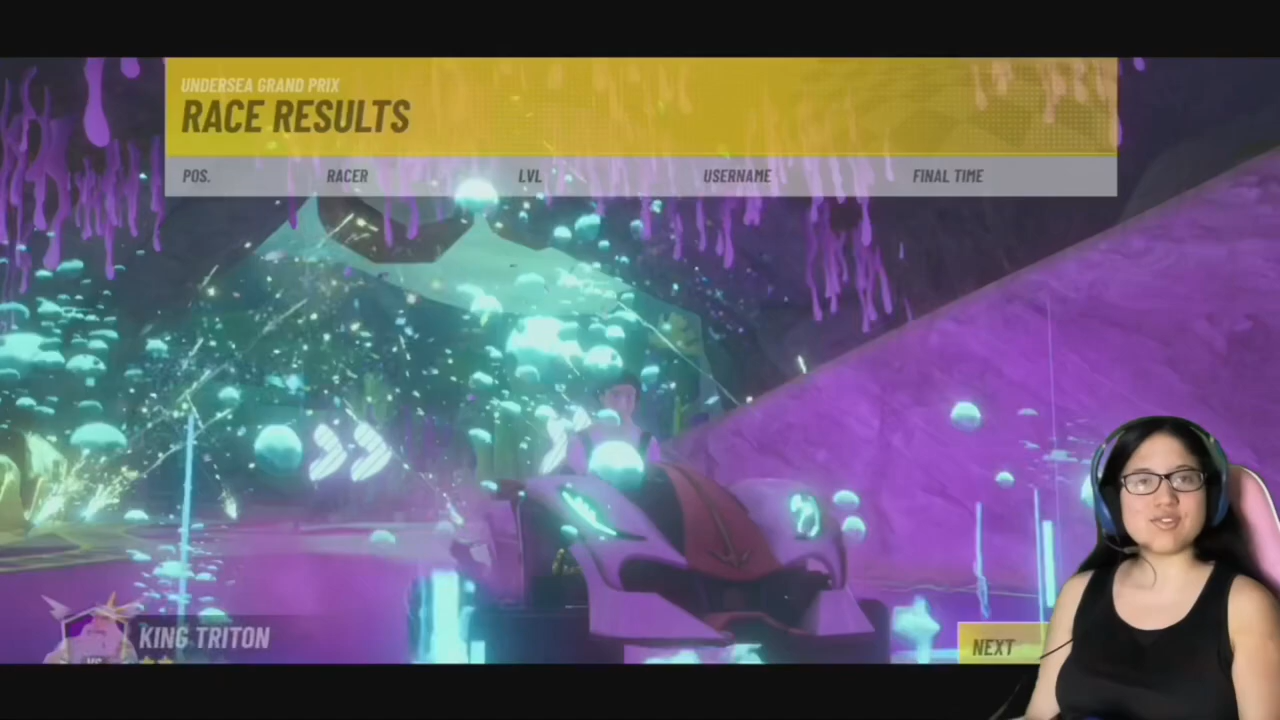 UNDERSEA GRAND PRIX
RACE RESULTS
POS. RACER LVL USERNAME FINAL TIME
KING TRITON
NEXT